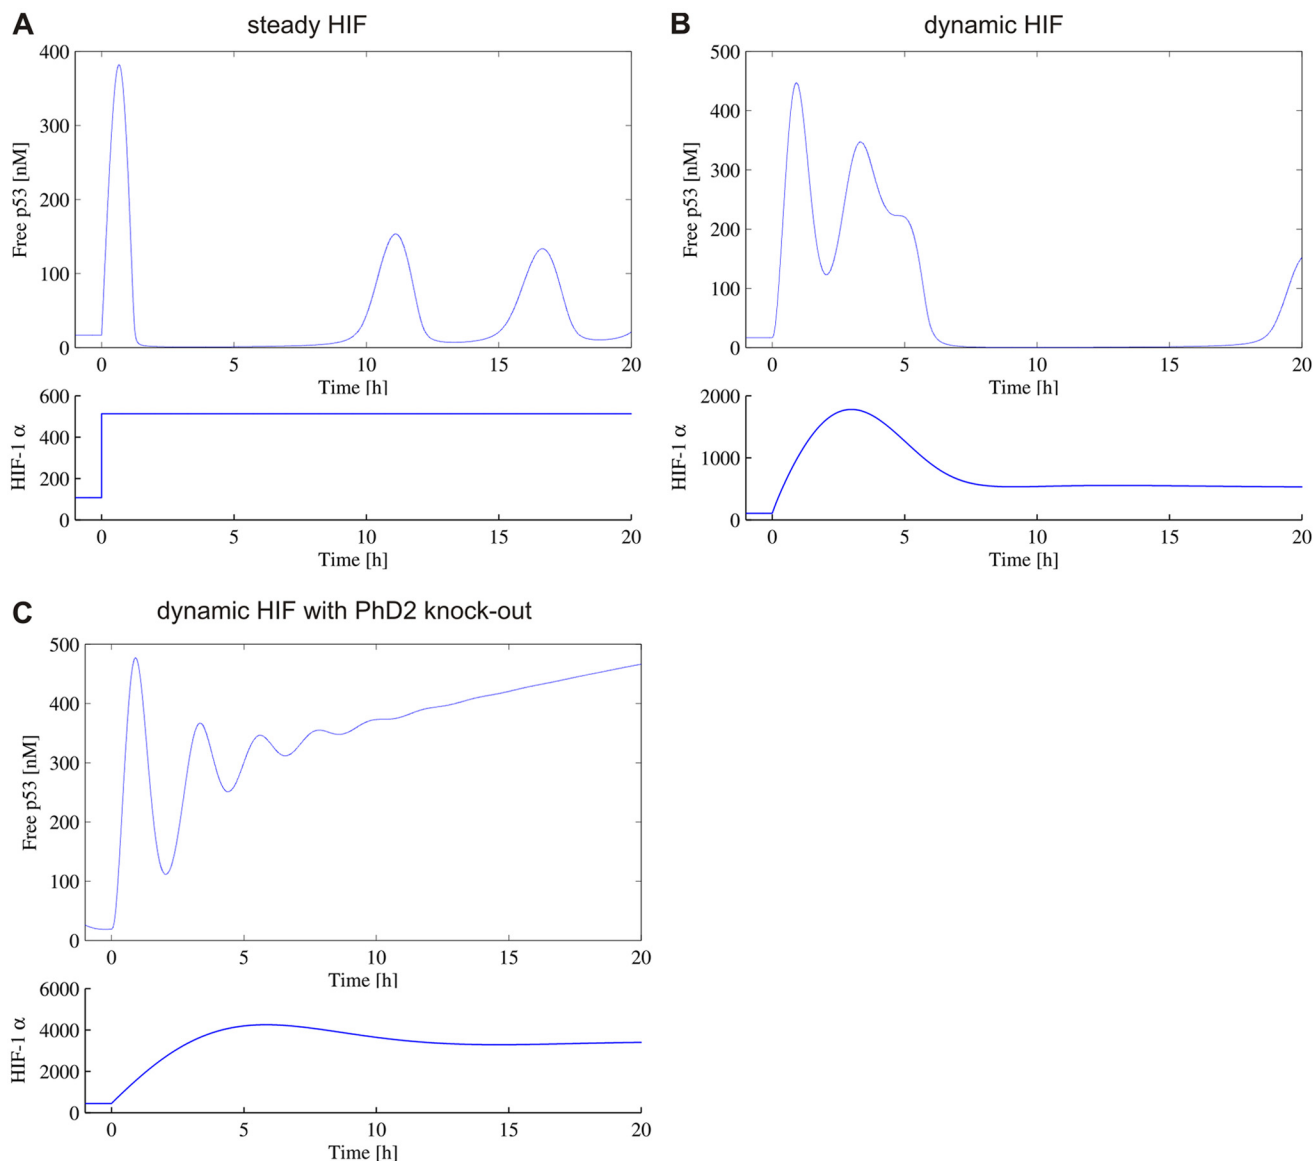 A
steady HIF
400
300
200
100
0
Free p53 [nM]
0 5 10 15 20
Time [h]
600
400
200
0
HIF-1 α
0 5 10 15 20
Time [h]
B
dynamic HIF
500
400
300
200
100
0
Free p53 [nM]
0 5 10 15 20
Time [h]
2000
1000
0
HIF-1 α
0 5 10 15 20
Time [h]
C
dynamic HIF with PhD2 knock-out
500
400
300
200
100
0
Free p53 [nM]
0 5 10 15 20
Time [h]
6000
4000
2000
0
HIF-1 α
0 5 10 15 20
Time [h]